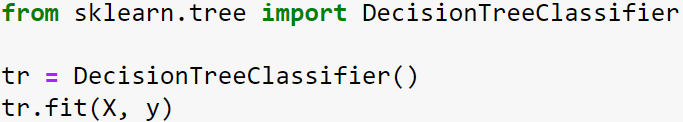 from sklearn.tree import DecisionTreeClassifier
tr = DecisionTreeClassifier()
tr.fit(X, y)